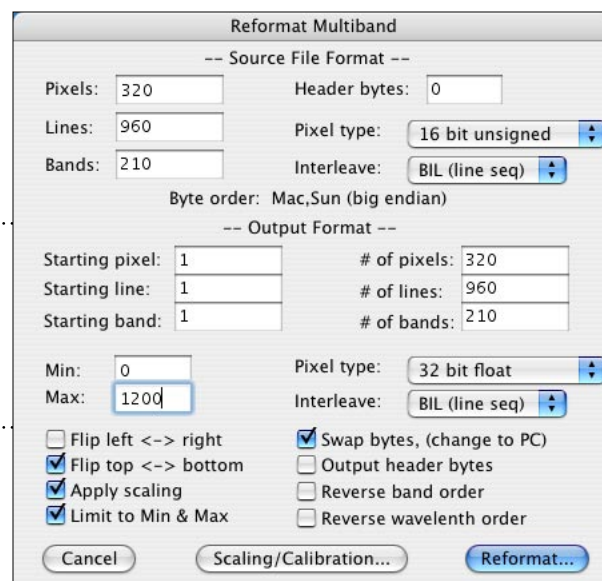 Reformat Multiband
-- Source File Format --
Pixels: 320 Header bytes: 0
Lines: 960 Pixel type: 16 bit unsigned
Bands: 210 Interleave: BIL (line seq)
Byte order: Mac,Sun (big endian)
-- Output Format --
Starting pixel: 1 # of pixels: 320
Starting line: 1 # of lines: 960
Starting band: 1 # of bands: 210
Min: 0 Pixel type: 32 bit float
Max: 1200 Interleave: BIL (line seq)
Flip left <-> right Swap bytes, (change to PC)
Flip top <-> bottom Output header bytes
Apply scaling Reverse band order
Limit to Min & Max Reverse wavelenth order
Cancel Scaling/Calibration... Reformat...